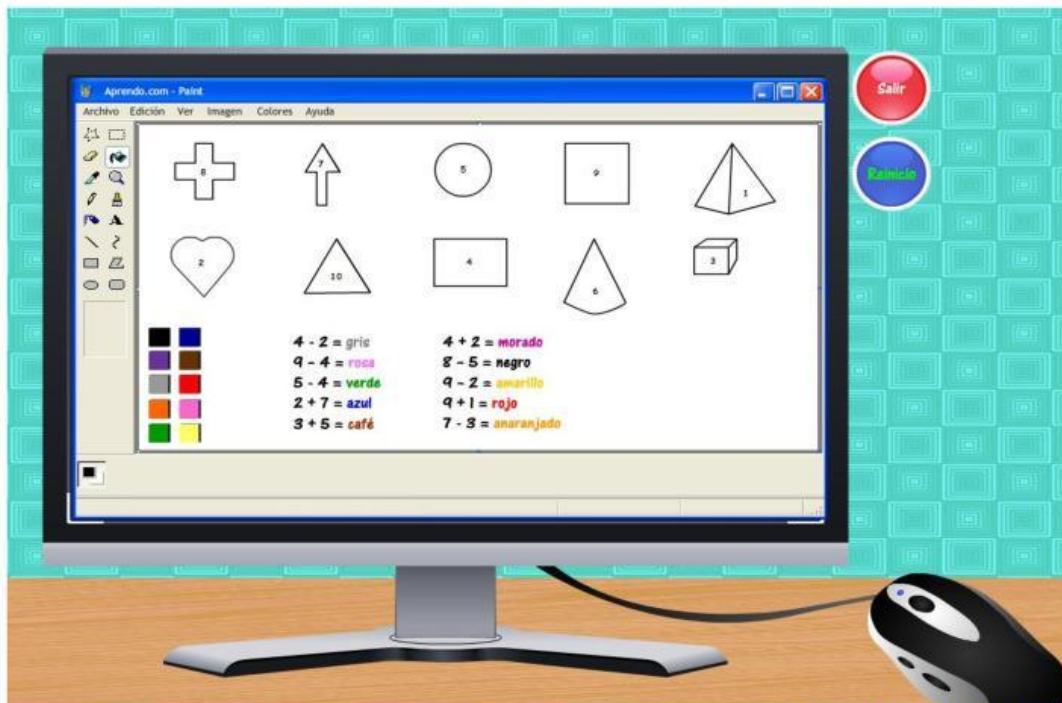 Aprendo.com - Paint
Archivo Edición Ver Imagen Colores Ayuda
Salir
Reinicio
A
8 7 5 9 1
2 10 4 6 3
4 - 2 = gris
9 - 4 = rosa
5 - 4 = verde
2 + 7 = azul
3 + 5 = café
4 + 2 = morado
8 - 5 = negro
9 - 2 = amarillo
9 + 1 = rojo
7 - 3 = anaranjado